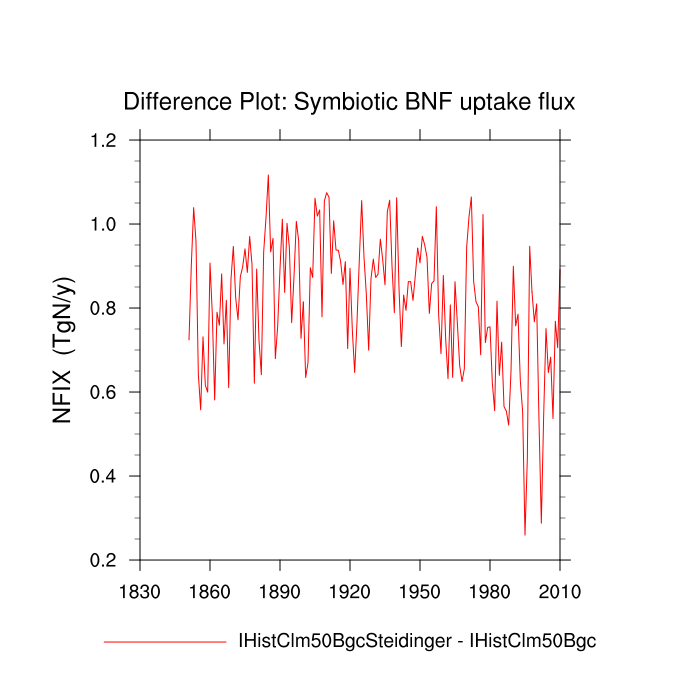 Difference Plot: Symbiotic BNF uptake flux
NFIX (TgN/y)
1.2
1.0
0.8
0.6
0.4
0.2
1830 1860 1890 1920 1950 1980 2010
IHistClm50BgcSteidinger - IHistClm50Bgc